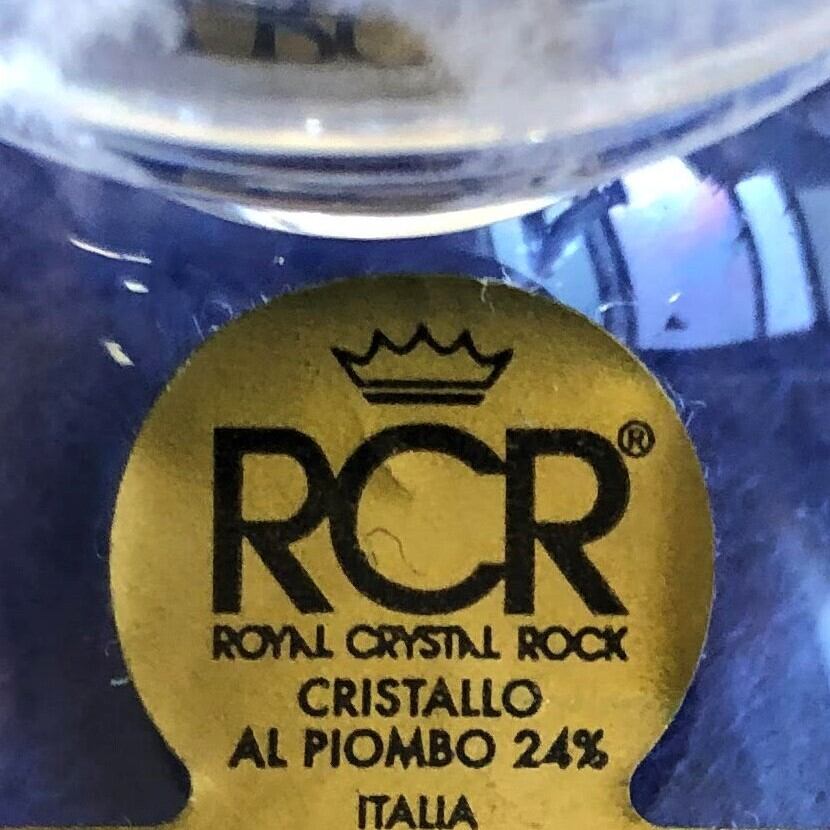 RCR®
ROYAL CRYSTAL ROCK
CRISTALLO
AL PIOMBO 24%
ITALIA